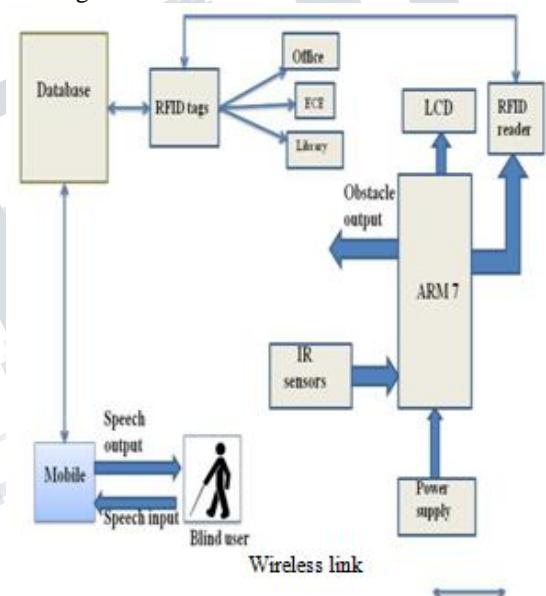 Database
RFID tags
Office
ECE
Library
LCD
RFID
reader
Obstacle
output
ARM 7
IR
sensors
Speech
output
Mobile
Speech input
Blind user
Power
supply
Wireless link